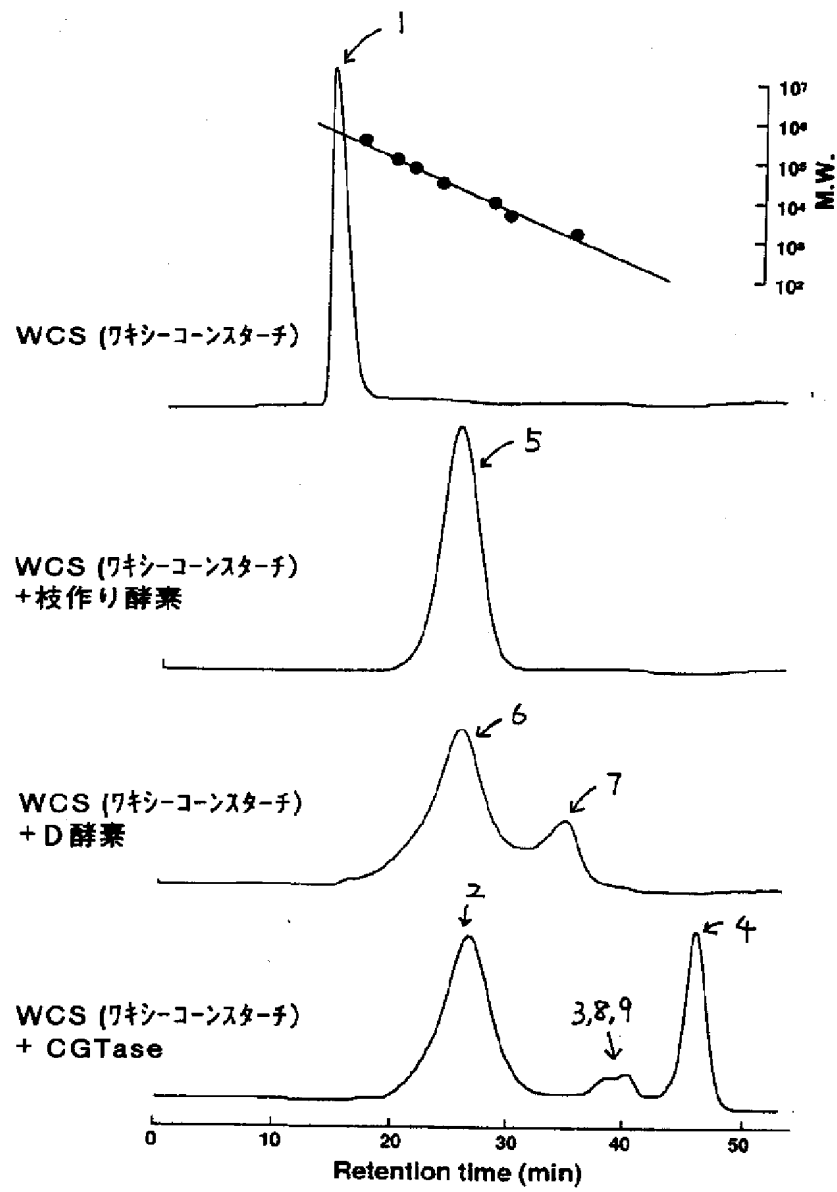 1
10⁷
10⁶
10⁵
10⁴
10³
10²
M.W.
WCS (ワキシーコーンスターチ)
5
WCS (ワキシーコーンスターチ)
+枝作り酵素
6
7
WCS (ワキシーコーンスターチ)
+ D 酵素
2
4
3,8,9
WCS (ワキシーコーンスターチ)
+ CGTase
0 10 20 30 40 50
Retention time (min)